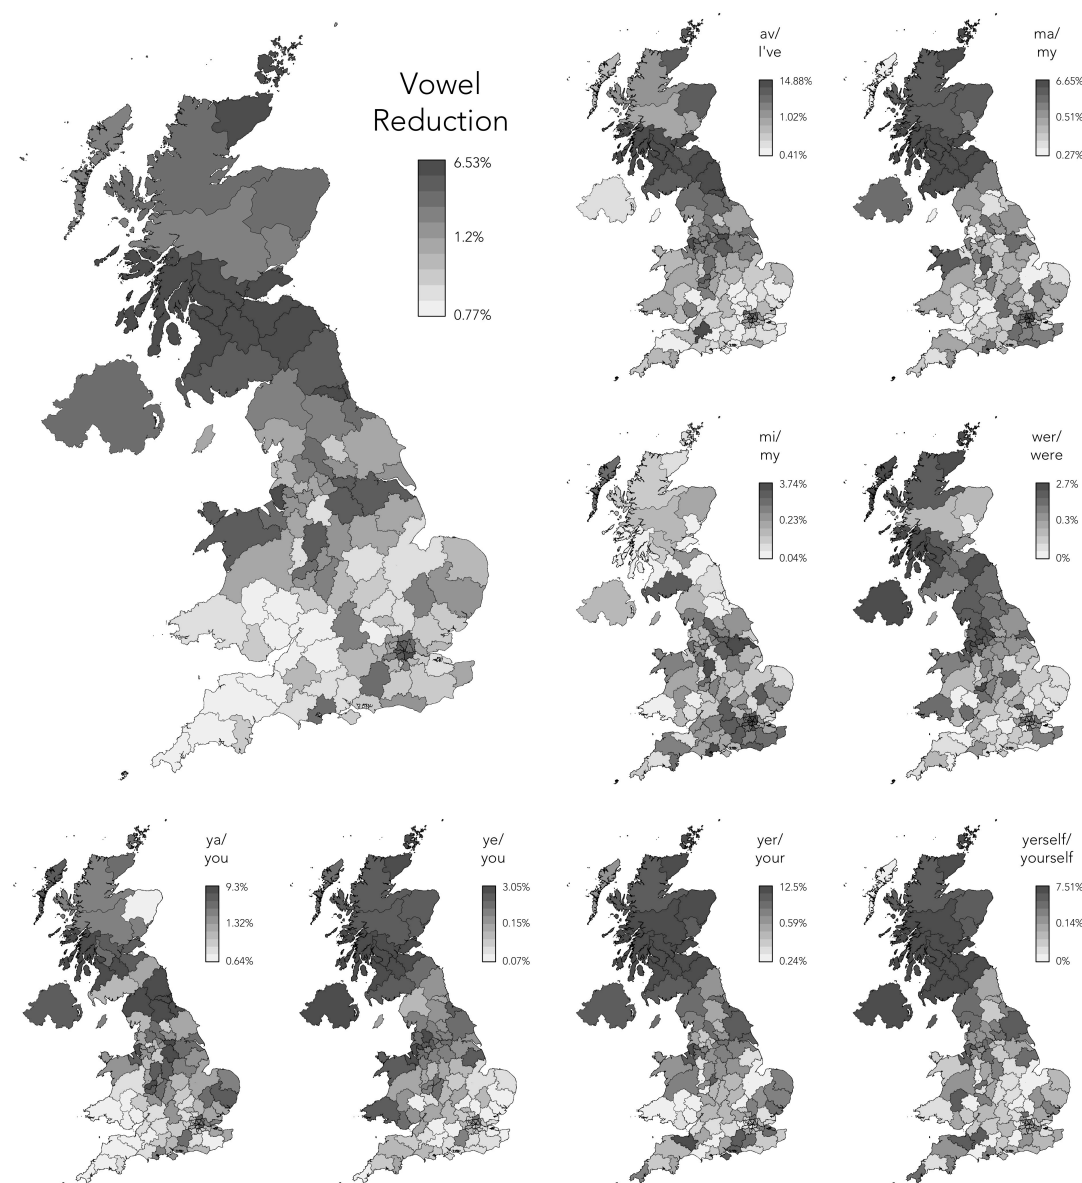 Vowel
Reduction
6.53%
1.2%
0.77%
av/
I've
14.88%
1.02%
0.41%
ma/
my
6.65%
0.51%
0.27%
mi/
my
3.74%
0.23%
0.04%
wer/
were
2.7%
0.3%
0%
ya/
you
9.3%
1.32%
0.64%
ye/
you
3.05%
0.15%
0.07%
yer/
your
12.5%
0.59%
0.24%
yerself/
yourself
7.51%
0.14%
0%